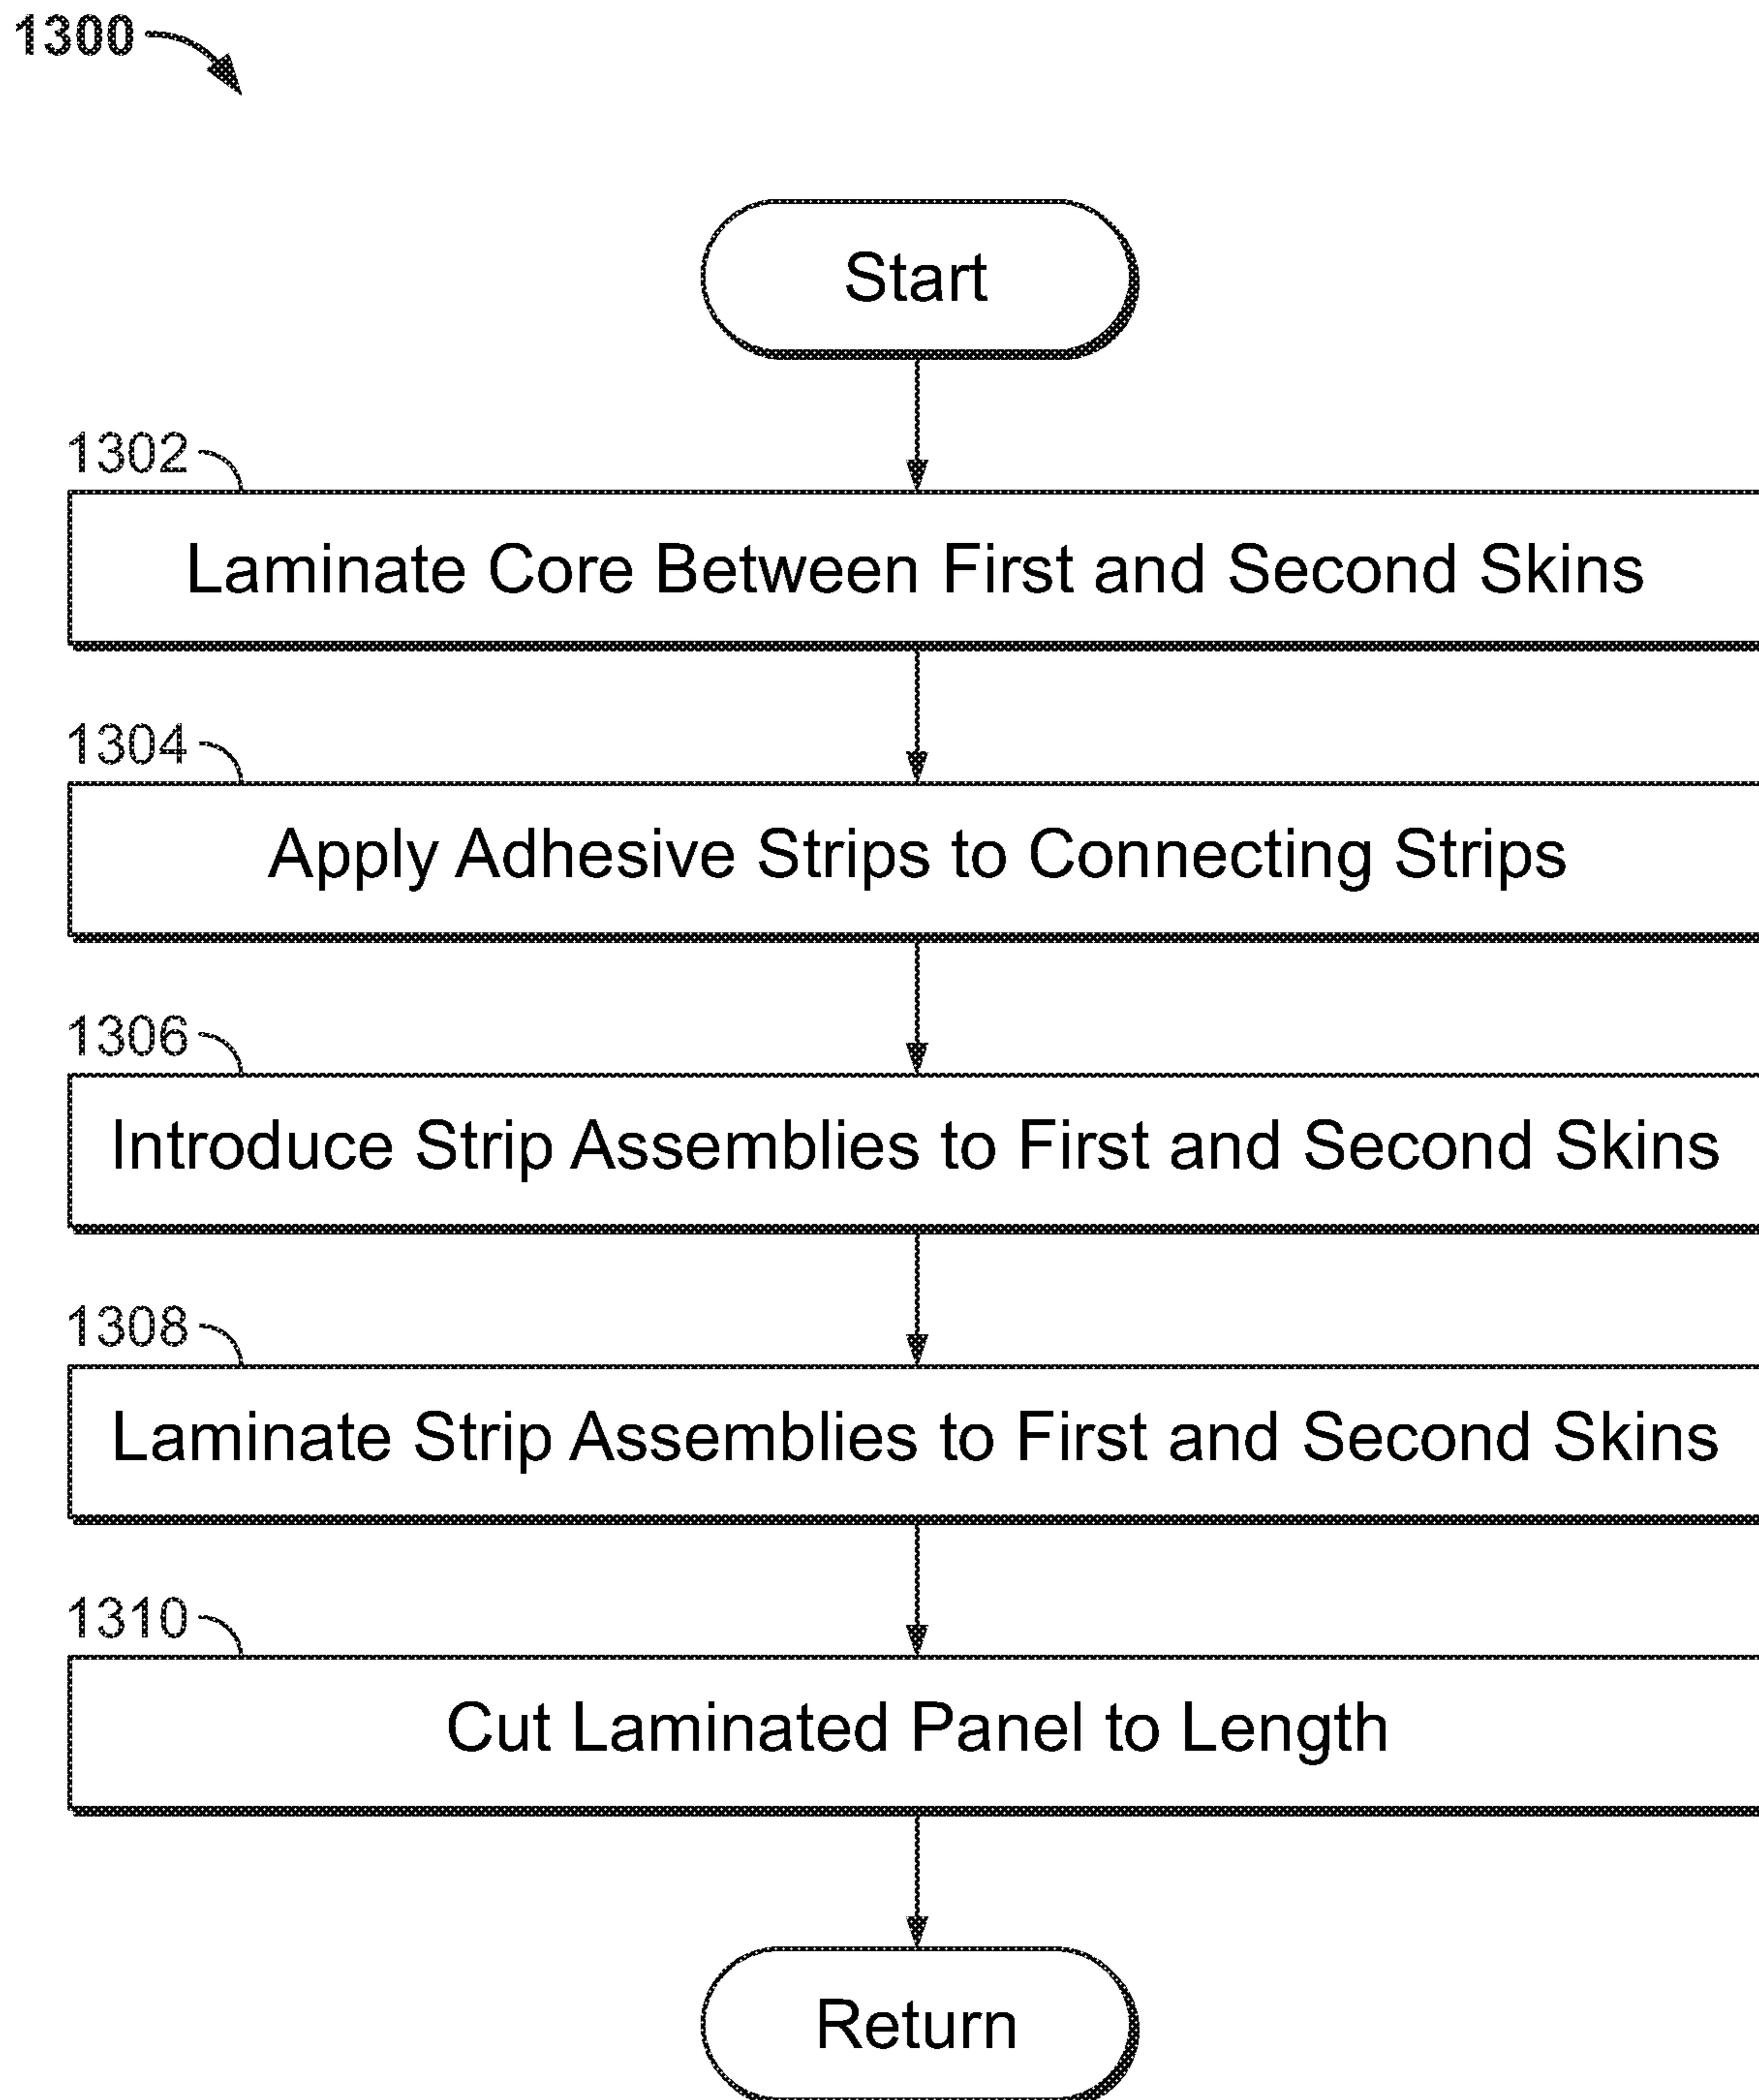 1300
Start
1302
Laminate Core Between First and Second Skins
1304
Apply Adhesive Strips to Connecting Strips
1306
Introduce Strip Assemblies to First and Second Skins
1308
Laminate Strip Assemblies to First and Second Skins
1310
Cut Laminated Panel to Length
Return